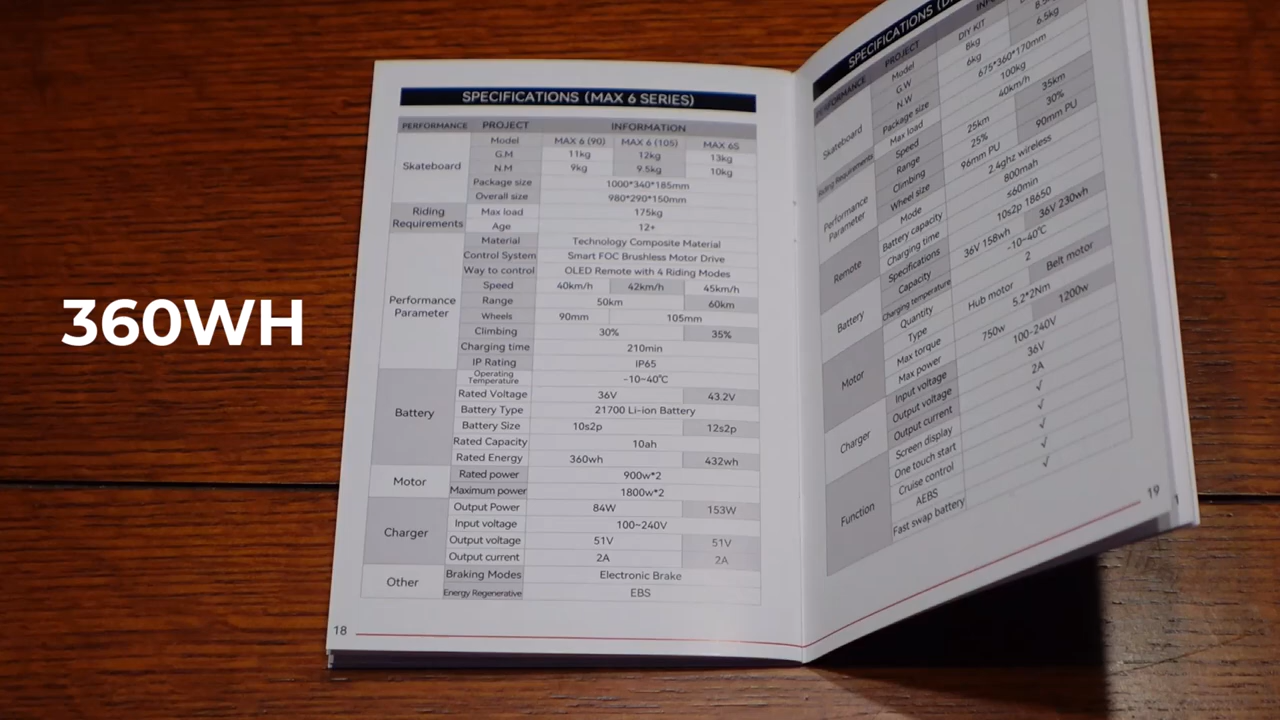 360WH
SPECIFICATIONS (MAX 6 SERIES)
PERFORMANCE PROJECT INFORMATION
Skateboard
Model MAX 6 (90) MAX 6 (105) MAX 6S
G.M 11kg 12kg 13kg
N.M 9kg 9.5kg 10kg
Package size 1000*340*185mm
Overall size 980*290*150mm
Riding Requirements
Max load 175kg
Age 12+
Performance Parameter
Material Technology Composite Material
Control System Smart FOC Brushless Motor Drive
Way to control OLED Remote with 4 Riding Modes
Speed 40km/h 42km/h 45km/h
Range 50km 60km
Wheels 90mm 105mm
Climbing 30% 35%
Charging time 210min
IP Rating IP65
Battery
Operating Temperature -10~40℃
Rated Voltage 36V 43.2V
Battery Type 21700 Li-ion Battery
Battery Size 10s2p 12s2p
Rated Capacity 10ah
Rated Energy 360wh 432wh
Motor
Rated power 900w*2
Maximum power 1800w*2
Charger
Output Power 84W 153W
Input voltage 100~240V
Output voltage 51V 51V
Output current 2A 2A
Other
Braking Modes Electronic Brake
Energy Regenerative EBS
18
SPECIFICATIONS
PERFORMANCE PROJECT
Skateboard
Model DIY KIT
G.W 8kg
N.W 6kg 6.5kg
Package size 675*360*170mm
Riding Requirements
Max load 100kg
Performance Parameter
Speed 40km/h
Range 25km 35km
Climbing 25% 30%
Wheel size 96mm PU 90mm PU
Remote
Mode 2.4ghz wireless
Battery capacity 800mah
Charging time ≤60min
Battery
Specifications 10s2p 18650
Capacity 36V 158wh 36V 230wh
Charging temperature -10~40℃
Motor
Quantity 2
Type Hub motor Belt motor
Max torque 5.2*2Nm
Max power 750w 1200w
Charger
Input voltage 100-240V
Output voltage 36V
Output current 2A
Function
Screen display √
One touch start √
Cruise control √
AEBS √
Fast swap battery √
19